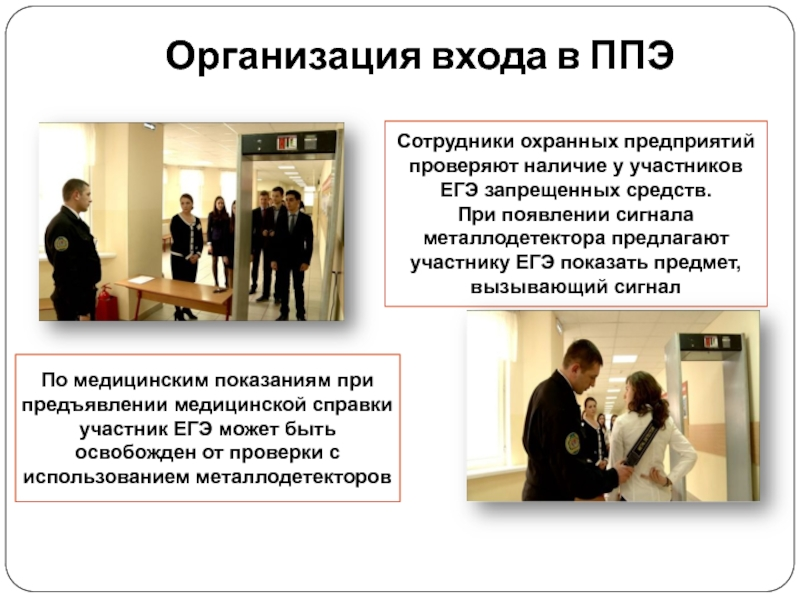 Организация входа в ППЭ
Сотрудники охранных предприятий
проверяют наличие у участников
ЕГЭ запрещенных средств.
При появлении сигнала
металлодетектора предлагают
участнику ЕГЭ показать предмет,
вызывающий сигнал
По медицинским показаниям при
предъявлении медицинской справки
участник ЕГЭ может быть
освобожден от проверки с
использованием металлодетекторов